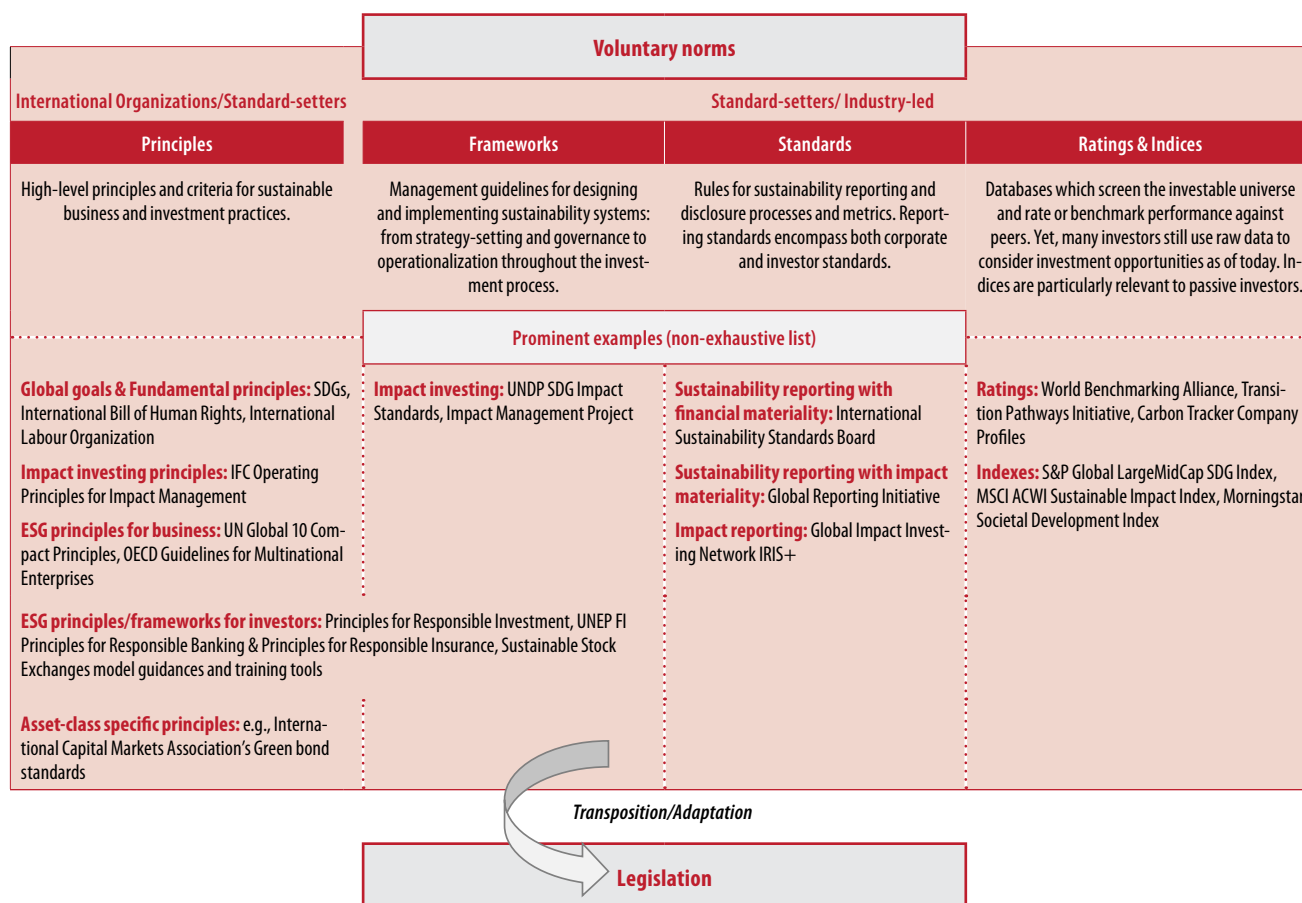 Voluntary norms
International Organizations/Standard-setters
Standard-setters/ Industry-led
Principles
Frameworks
Standards
Ratings & Indices
High-level principles and criteria for sustainable
business and investment practices.
Management guidelines for designing
and implementing sustainability systems:
from strategy-setting and governance to
operationalization throughout the invest-
ment process.
Rules for sustainability reporting and
disclosure processes and metrics. Report-
ing standards encompass both corporate
and investor standards.
Databases which screen the investable universe
and rate or benchmark performance against
peers. Yet, many investors still use raw data to
consider investment opportunities as of today. In-
dices are particularly relevant to passive investors.
Prominent examples (non-exhaustive list)
Global goals & Fundamental principles: SDGs,
International Bill of Human Rights, International
Labour Organization
Impact investing principles: IFC Operating
Principles for Impact Management
ESG principles for business: UN Global 10 Com-
pact Principles, OECD Guidelines for Multinational
Enterprises
Impact investing: UNDP SDG Impact
Standards, Impact Management Project
Sustainability reporting with
financial materiality: International
Sustainability Standards Board
Sustainability reporting with impact
materiality: Global Reporting Initiative
Impact reporting: Global Impact Invest-
ing Network IRIS+
Ratings: World Benchmarking Alliance, Transi-
tion Pathways Initiative, Carbon Tracker Company
Profiles
Indexes: S&P Global LargeMidCap SDG Index,
MSCI ACWI Sustainable Impact Index, Morningstar
Societal Development Index
ESG principles/frameworks for investors: Principles for Responsible Investment, UNEP FI
Principles for Responsible Banking & Principles for Responsible Insurance, Sustainable Stock
Exchanges model guidances and training tools
Asset-class specific principles: e.g., Interna-
tional Capital Markets Association's Green bond
standards
Transposition/Adaptation
Legislation